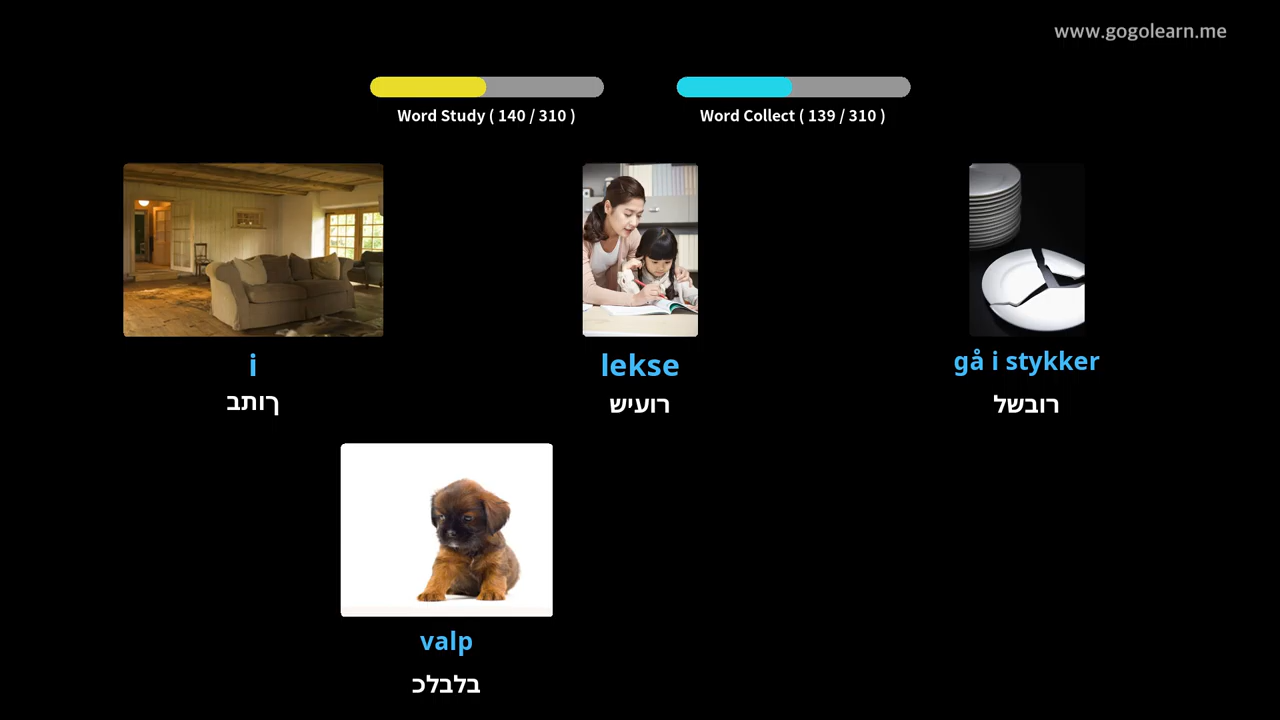 www.gogolearn.me
Word Study ( 140 / 310 )
Word Collect ( 139 / 310 )
i
lekse
gå i stykker
בתוך
שיעור
לשבור
valp
כלבלב